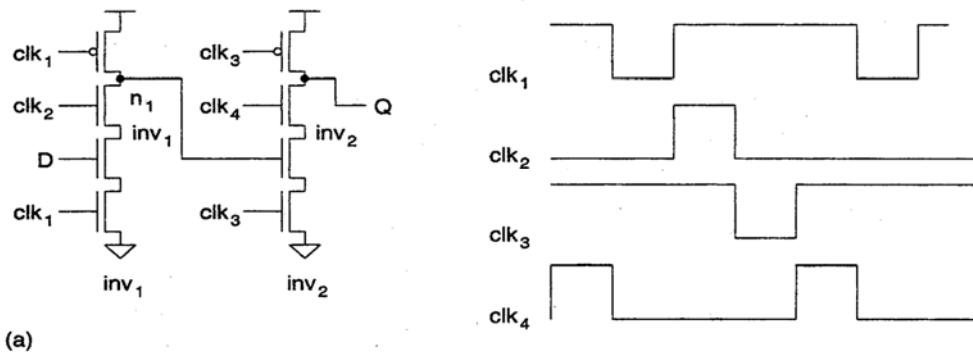 clk₁
clk₂
D
clk₁
n₁
inv₁
inv₁
clk₃
clk₄
clk₃
Q
inv₂
inv₂
(a)
clk₁
clk₂
clk₃
clk₄